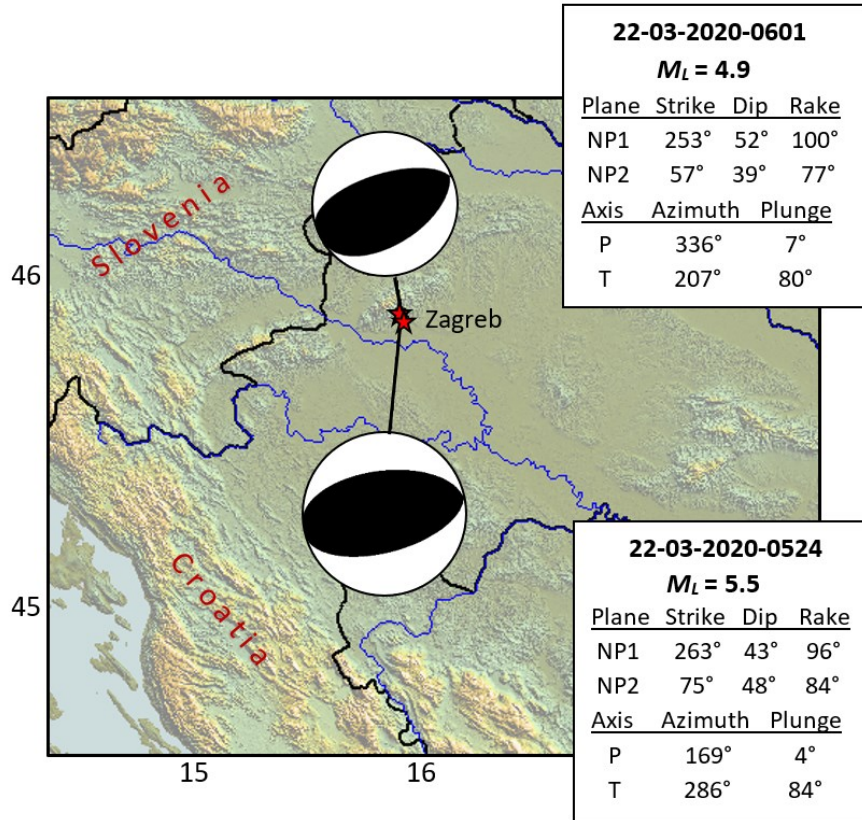 22-03-2020-0601
M_L = 4.9
Plane Strike Dip Rake
NP1 253° 52° 100°
NP2 57° 39° 77°
Axis Azimuth Plunge
P 336° 7°
T 207° 80°
Slovenia
46
Zagreb
Croatia
45
15 16
22-03-2020-0524
M_L = 5.5
Plane Strike Dip Rake
NP1 263° 43° 96°
NP2 75° 48° 84°
Axis Azimuth Plunge
P 169° 4°
T 286° 84°